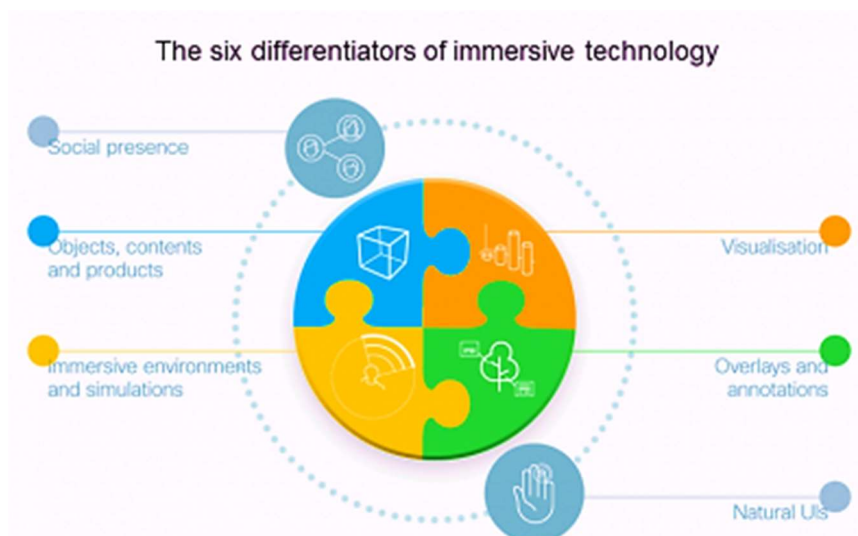 The six differentiators of immersive technology
Social presence
Objects, contents
and products
Immersive environments
and simulations
Visualisation
Overlays and
annotations
Natural UIs